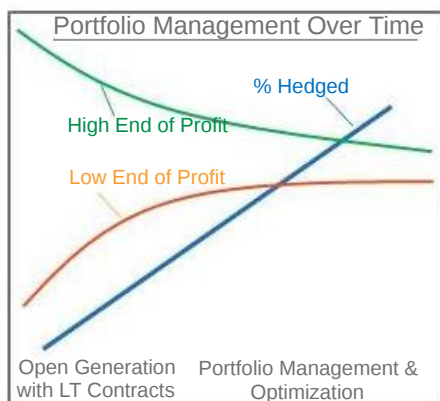 Portfolio Management Over Time
% Hedged
High End of Profit
Low End of Profit
Open Generation
with LT Contracts
Portfolio Management &
Optimization